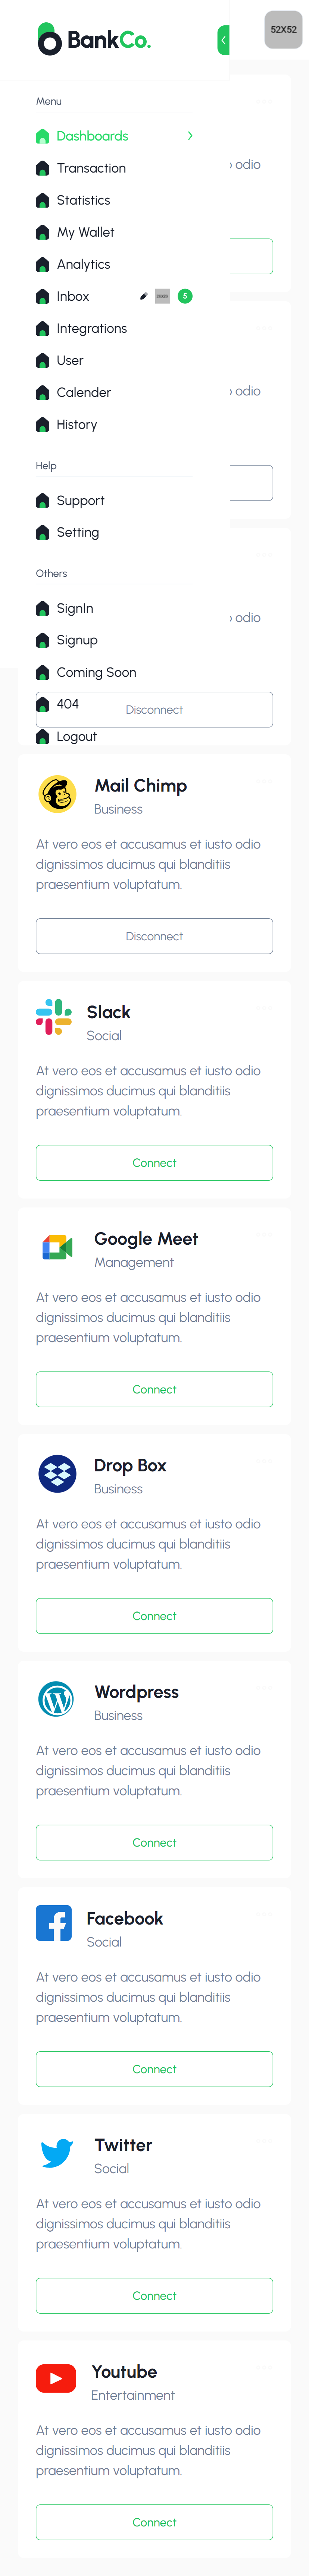 BankCo.
52X52
Menu
Dashboards
odio
Transaction
Statistics
My Wallet
Analytics
Inbox
5
Integrations
User
Calender
odio
History
Help
Support
Setting
Others
SignIn
odio
Signup
Coming Soon
404
Disconnect
Logout
Mail Chimp
Business
At vero eos et accusamus et iusto odio
dignissimos ducimus qui blanditiis
praesentium voluptatum.
Disconnect
Slack
Social
At vero eos et accusamus et iusto odio
dignissimos ducimus qui blanditiis
praesentium voluptatum.
Connect
Google Meet
Management
At vero eos et accusamus et iusto odio
dignissimos ducimus qui blanditiis
praesentium voluptatum.
Connect
Drop Box
Business
At vero eos et accusamus et iusto odio
dignissimos ducimus qui blanditiis
praesentium voluptatum.
Connect
Wordpress
Business
At vero eos et accusamus et iusto odio
dignissimos ducimus qui blanditiis
praesentium voluptatum.
Connect
Facebook
Social
At vero eos et accusamus et iusto odio
dignissimos ducimus qui blanditiis
praesentium voluptatum.
Connect
Twitter
Social
At vero eos et accusamus et iusto odio
dignissimos ducimus qui blanditiis
praesentium voluptatum.
Connect
Youtube
Entertainment
At vero eos et accusamus et iusto odio
dignissimos ducimus qui blanditiis
praesentium voluptatum.
Connect